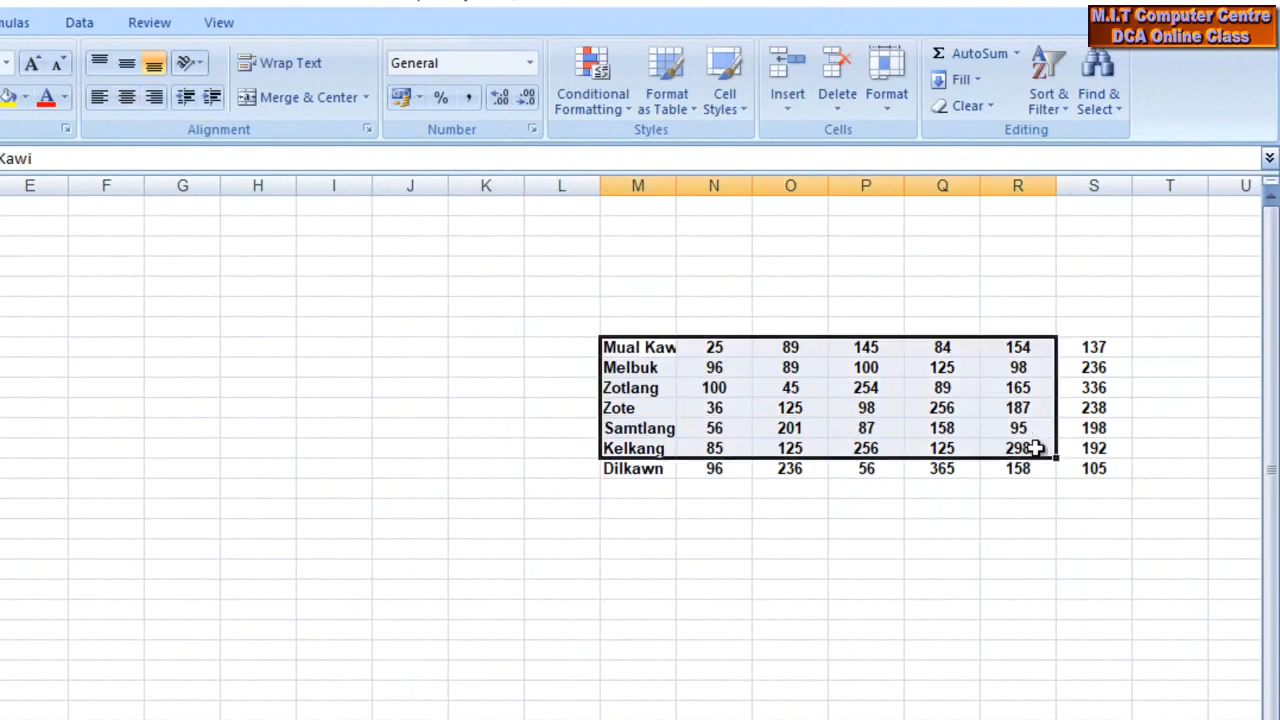 M.I.T Computer Centre
DCA Online Class
mulas Data Review View
A A Wrap Text General Conditional Formatting Format as Table Cell Styles Insert Delete Format Σ AutoSum Fill Clear Sort & Filter Find & Select
Merge & Center % , .00 .00
Alignment Number Styles Cells Editing
Kawi
E F G H I J K L M N O P Q R S T U
Mual Kaw 25 89 145 84 154 137
Melbuk 96 89 100 125 98 236
Zotlang 100 45 254 89 165 336
Zote 36 125 98 256 187 238
Samtlang 56 201 87 158 95 198
Kelkang 85 125 256 125 298 192
Dilkawn 96 236 56 365 158 105